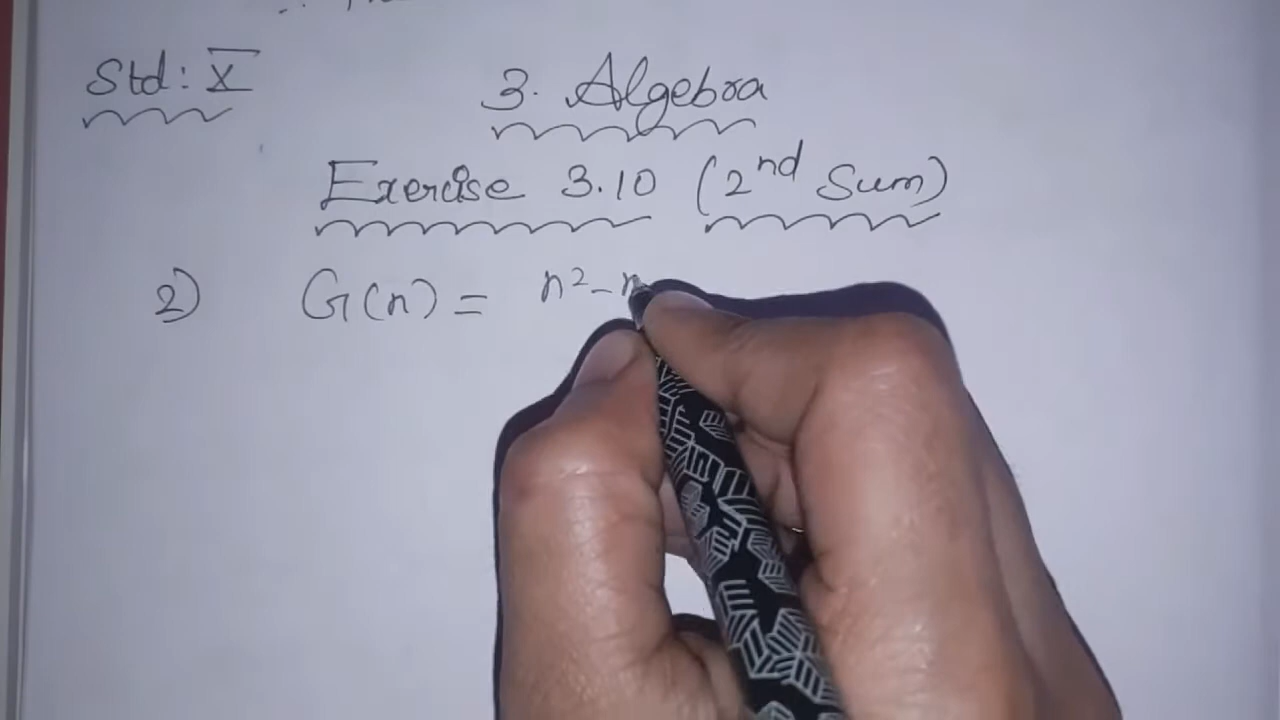 Std: X
3. Algebra
Exercise 3.10 (2nd Sum)
2) G(n) = n² - n